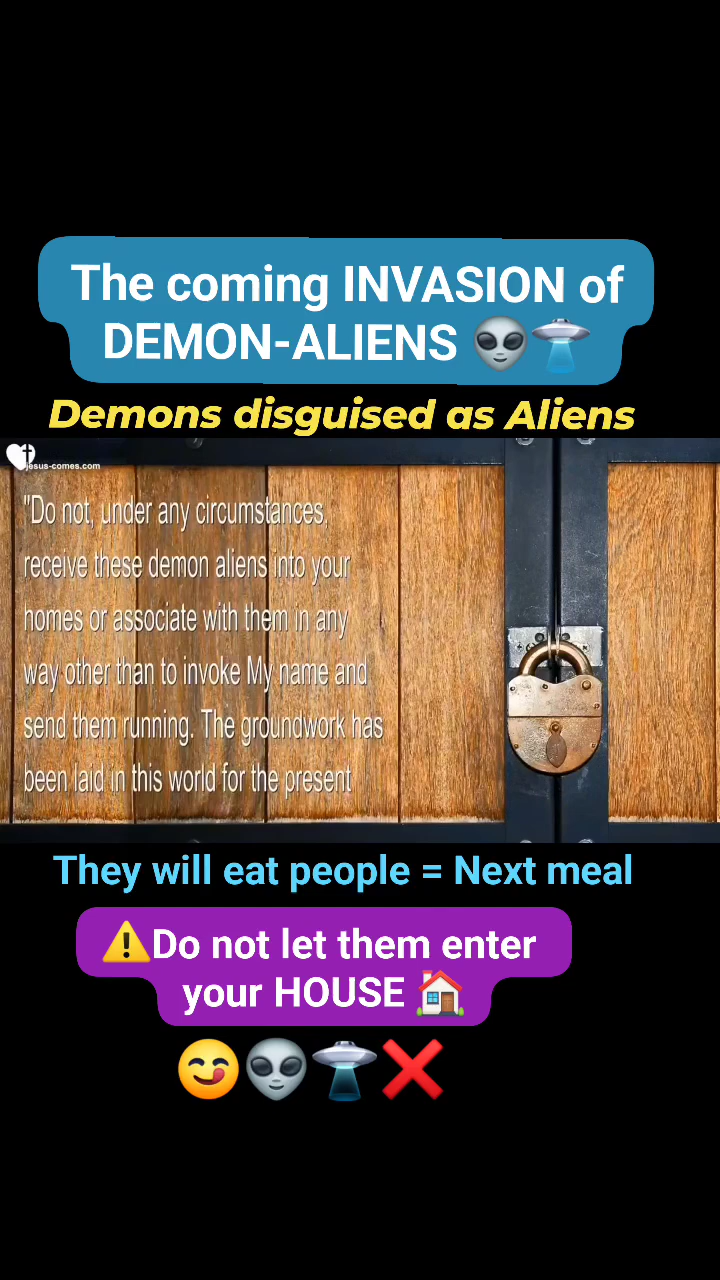 The coming INVASION of
DEMON-ALIENS 👽🛸
Demons disguised as Aliens
jesus-comes.com
"Do not, under any circumstances,
receive these demon aliens into your
homes or associate with them in any
way other than to invoke My name and
send them running. The groundwork has
been laid in this world for the present
They will eat people = Next meal
⚠️Do not let them enter
your HOUSE 🏠
😋👽🛸❌